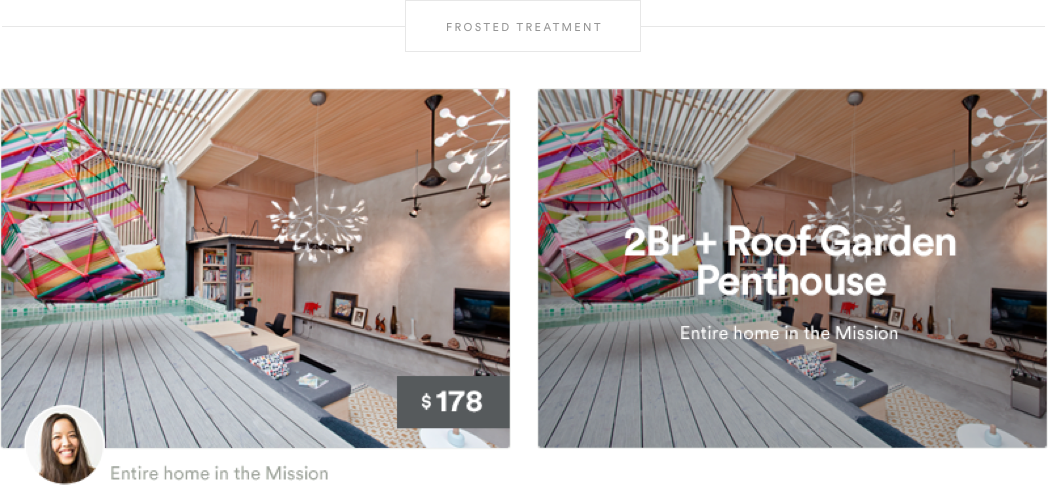 FROSTED TREATMENT
$178
Entire home in the Mission
2Br + Roof Garden
Penthouse
Entire home in the Mission